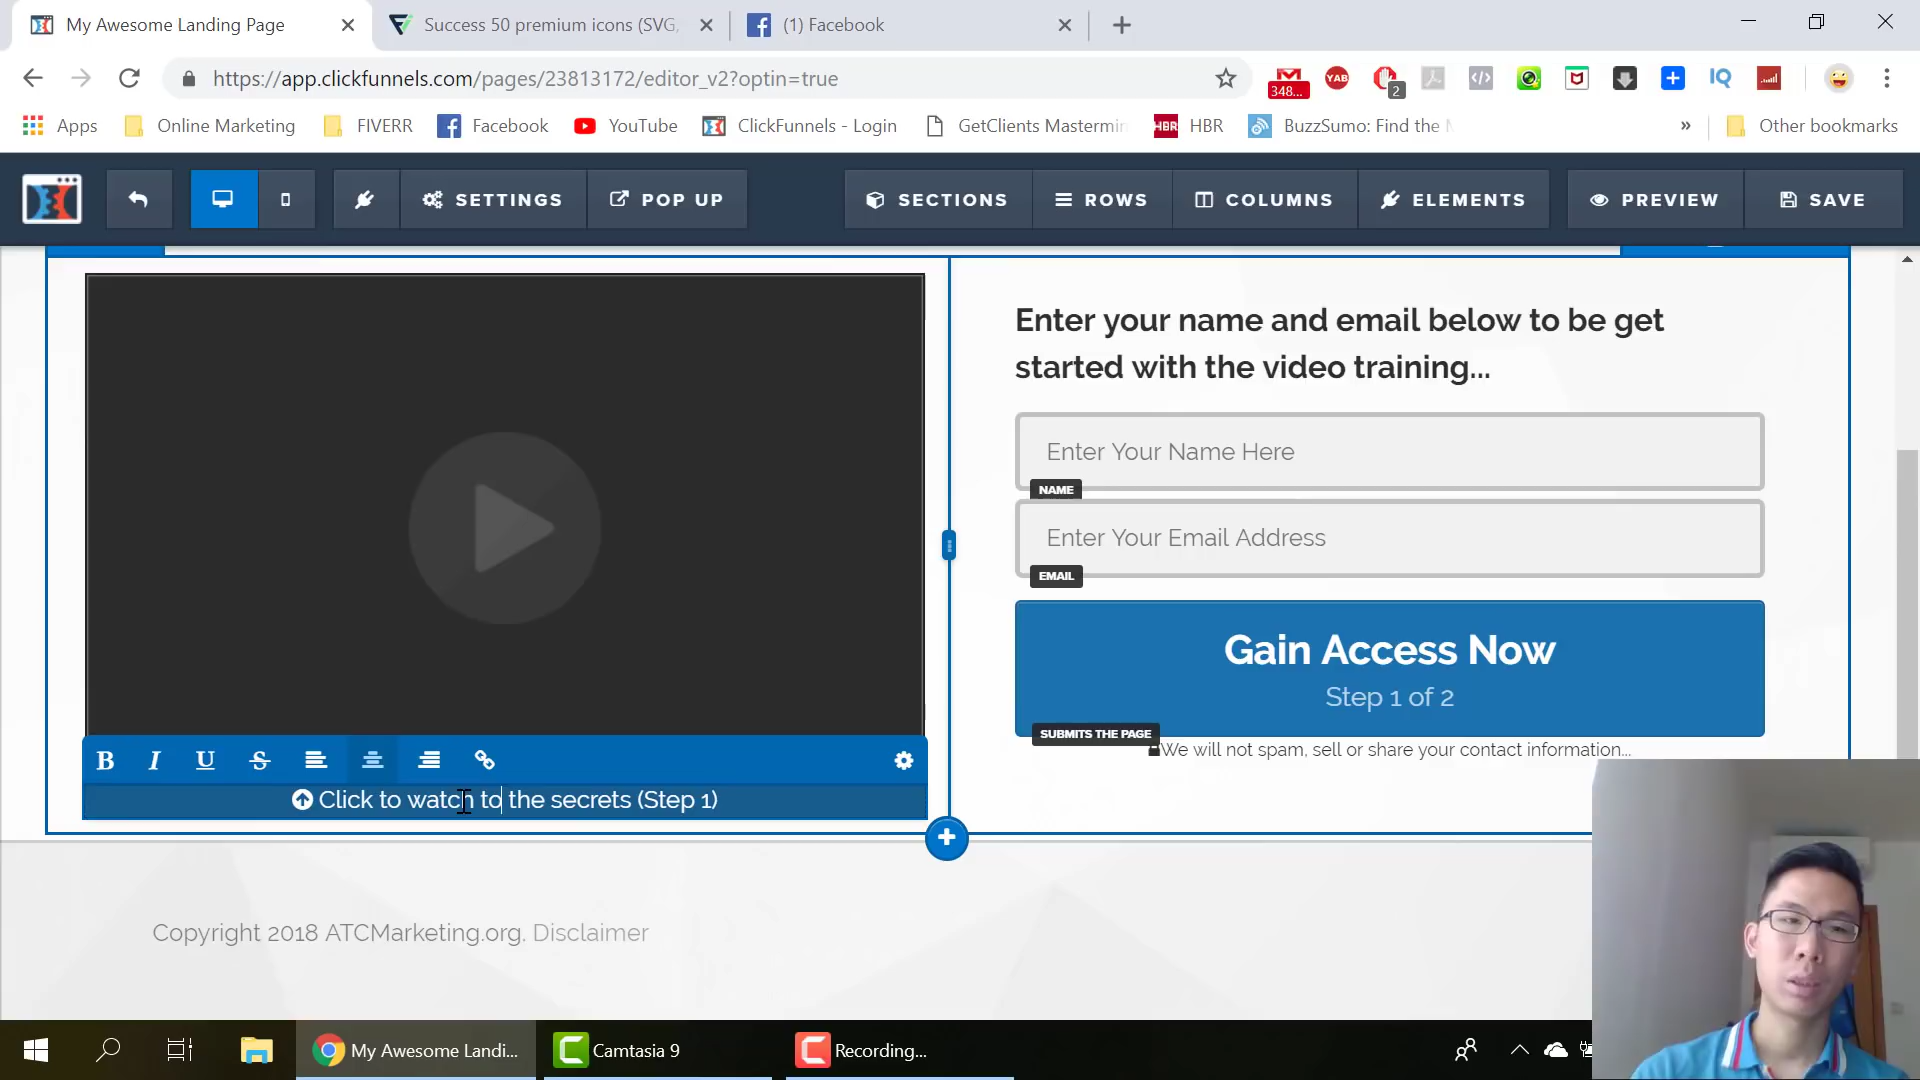 My Awesome Landing Page
Success 50 premium icons (SVG,
(1) Facebook
https://app.clickfunnels.com/pages/23813172/editor_v2?optin=true
348...
YAB
2
IQ
Apps
Online Marketing
FIVERR
Facebook
YouTube
ClickFunnels - Login
GetClients Mastermin
HBR
HBR
BuzzSumo: Find the
»
Other bookmarks
SETTINGS
POP UP
SECTIONS
ROWS
COLUMNS
ELEMENTS
PREVIEW
SAVE
Enter your name and email below to be get
started with the video training...
Enter Your Name Here
NAME
Enter Your Email Address
EMAIL
Gain Access Now
Step 1 of 2
SUBMITS THE PAGE
We will not spam, sell or share your contact information...
B I U S
Click to watch to the secrets (Step 1)
Copyright 2018 ATCMarketing.org. Disclaimer
My Awesome Landi...
Camtasia 9
Recording...